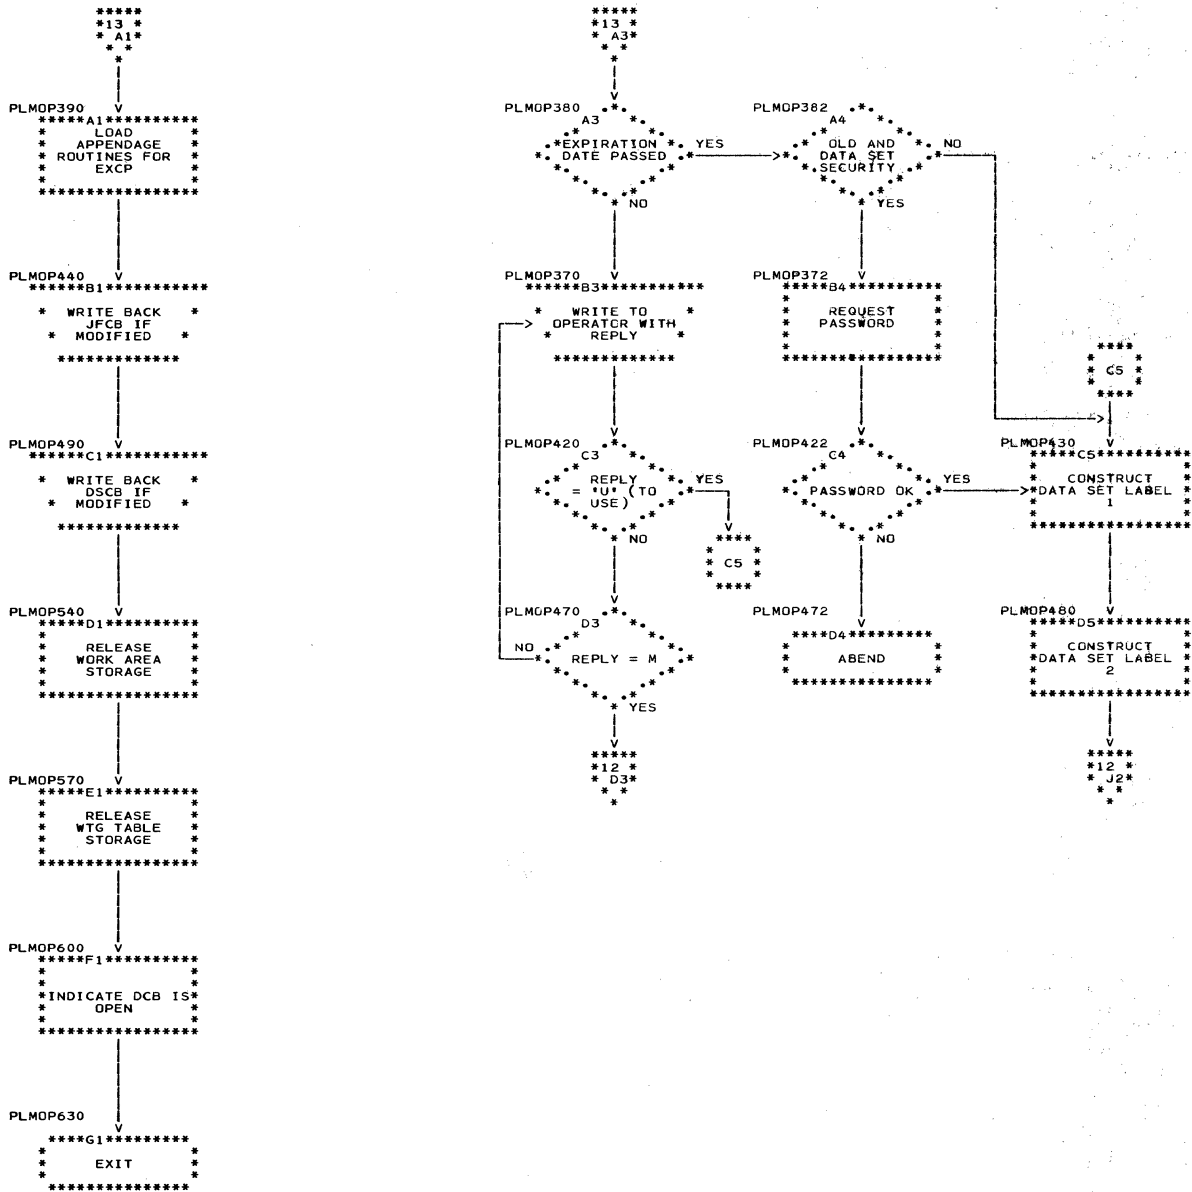 13
A1
PLMOP390
A1
LOAD
APPENDAGE
ROUTINES FOR
EXCP
PLMOP440
B1
WRITE BACK
JFCB IF
MODIFIED
PLMOP490
C1
WRITE BACK
DSCB IF
MODIFIED
PLMOP540
D1
RELEASE
WORK AREA
STORAGE
PLMOP570
E1
RELEASE
WTG TABLE
STORAGE
PLMOP600
F1
INDICATE DCB IS
OPEN
PLMOP630
G1
EXIT
13
A3
PLMOP380
A3
EXPIRATION
DATE PASSED
YES
NO
PLMOP370
B3
WRITE TO
OPERATOR WITH
REPLY
PLMOP420
C3
REPLY
= 'U' (TO
USE)
YES
NO
C5
PLMOP470
D3
REPLY = M
NO
YES
12
D3
PLMOP382
A4
OLD AND
DATA SET
SECURITY
NO
YES
PLMOP372
B4
REQUEST
PASSWORD
PLMOP422
C4
PASSWORD OK
YES
NO
PLMOP472
D4
ABEND
C5
PLMOP430
C5
CONSTRUCT
DATA SET LABEL
1
PLMOP480
D5
CONSTRUCT
DATA SET LABEL
2
12
J2